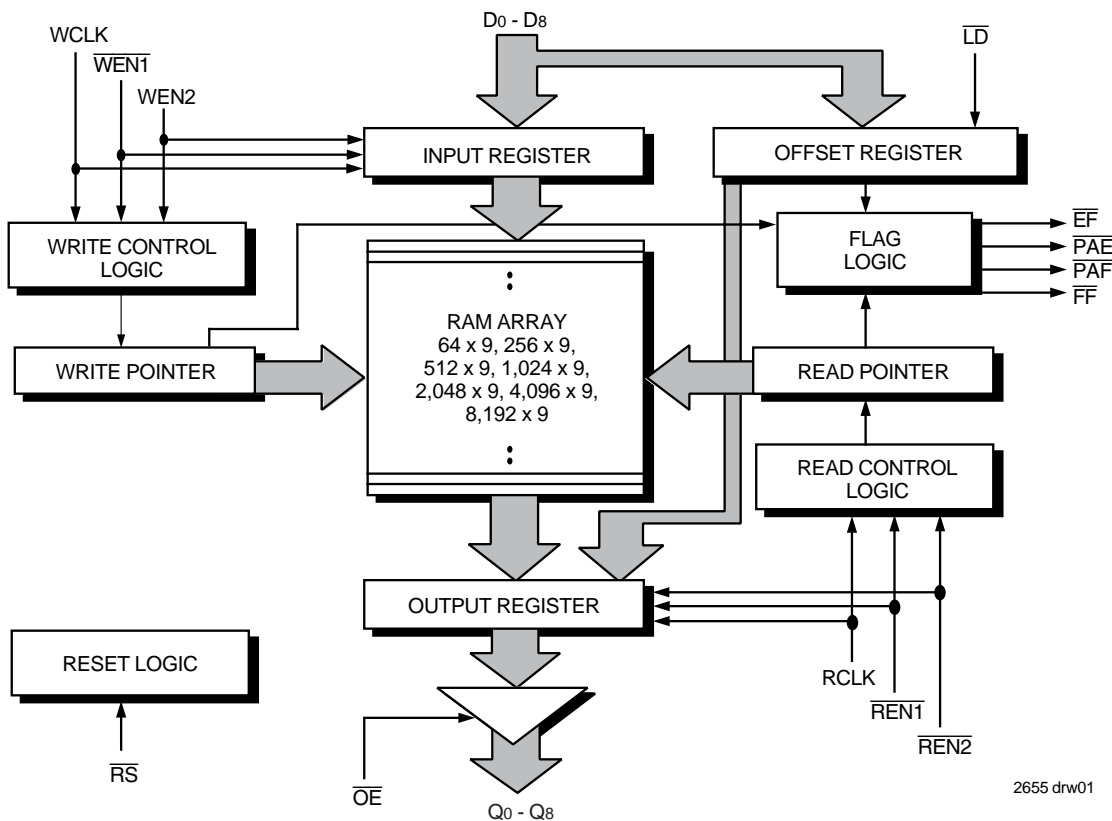 D0 - D8
WCLK
WEN1
WEN2
LD
INPUT REGISTER
OFFSET REGISTER
WRITE CONTROL
LOGIC
FLAG
LOGIC
EF
PAE
PAF
FF
RAM ARRAY
64 x 9, 256 x 9,
512 x 9, 1,024 x 9,
2,048 x 9, 4,096 x 9,
8,192 x 9
WRITE POINTER
READ POINTER
READ CONTROL
LOGIC
OUTPUT REGISTER
RESET LOGIC
RCLK
REN1
REN2
RS
OE
Q0 - Q8
2655 drw01